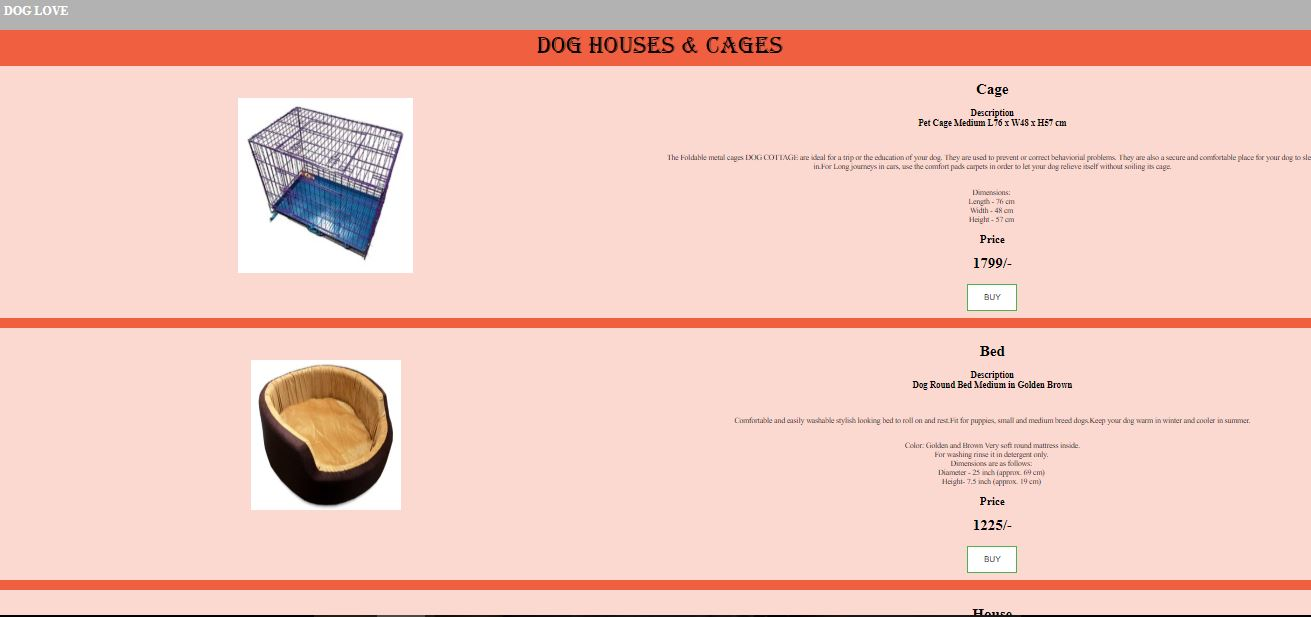 DOG LOVE
DOG HOUSES & CAGES
Cage
Description
Pet Cage Medium L76 x W48 x H57 cm
The Foldable metal cages DOG COTTAGE are ideal for a trip or the education of your dog. They are used to prevent or correct behaviorial problems. They are also a secure and comfortable place for your dog to sle
in.For Long journeys in cars, use the comfort pads carpets in order to let your dog relieve itself without soiling its cage.
Dimensions:
Length - 76 cm
Width - 48 cm
Height - 57 cm
Price
1799/-
BUY
Bed
Description
Dog Round Bed Medium in Golden Brown
Comfortable and easily washable stylish looking bed to roll on and rest.Fit for puppies, small and medium breed dogs.Keep your dog warm in winter and cooler in summer.
Color: Golden and Brown Very soft round mattress inside.
For washing rinse it in detergent only.
Dimensions are as follows:
Diameter - 25 inch (approx. 69 cm)
Height- 7.5 inch (approx. 19 cm)
Price
1225/-
BUY
House